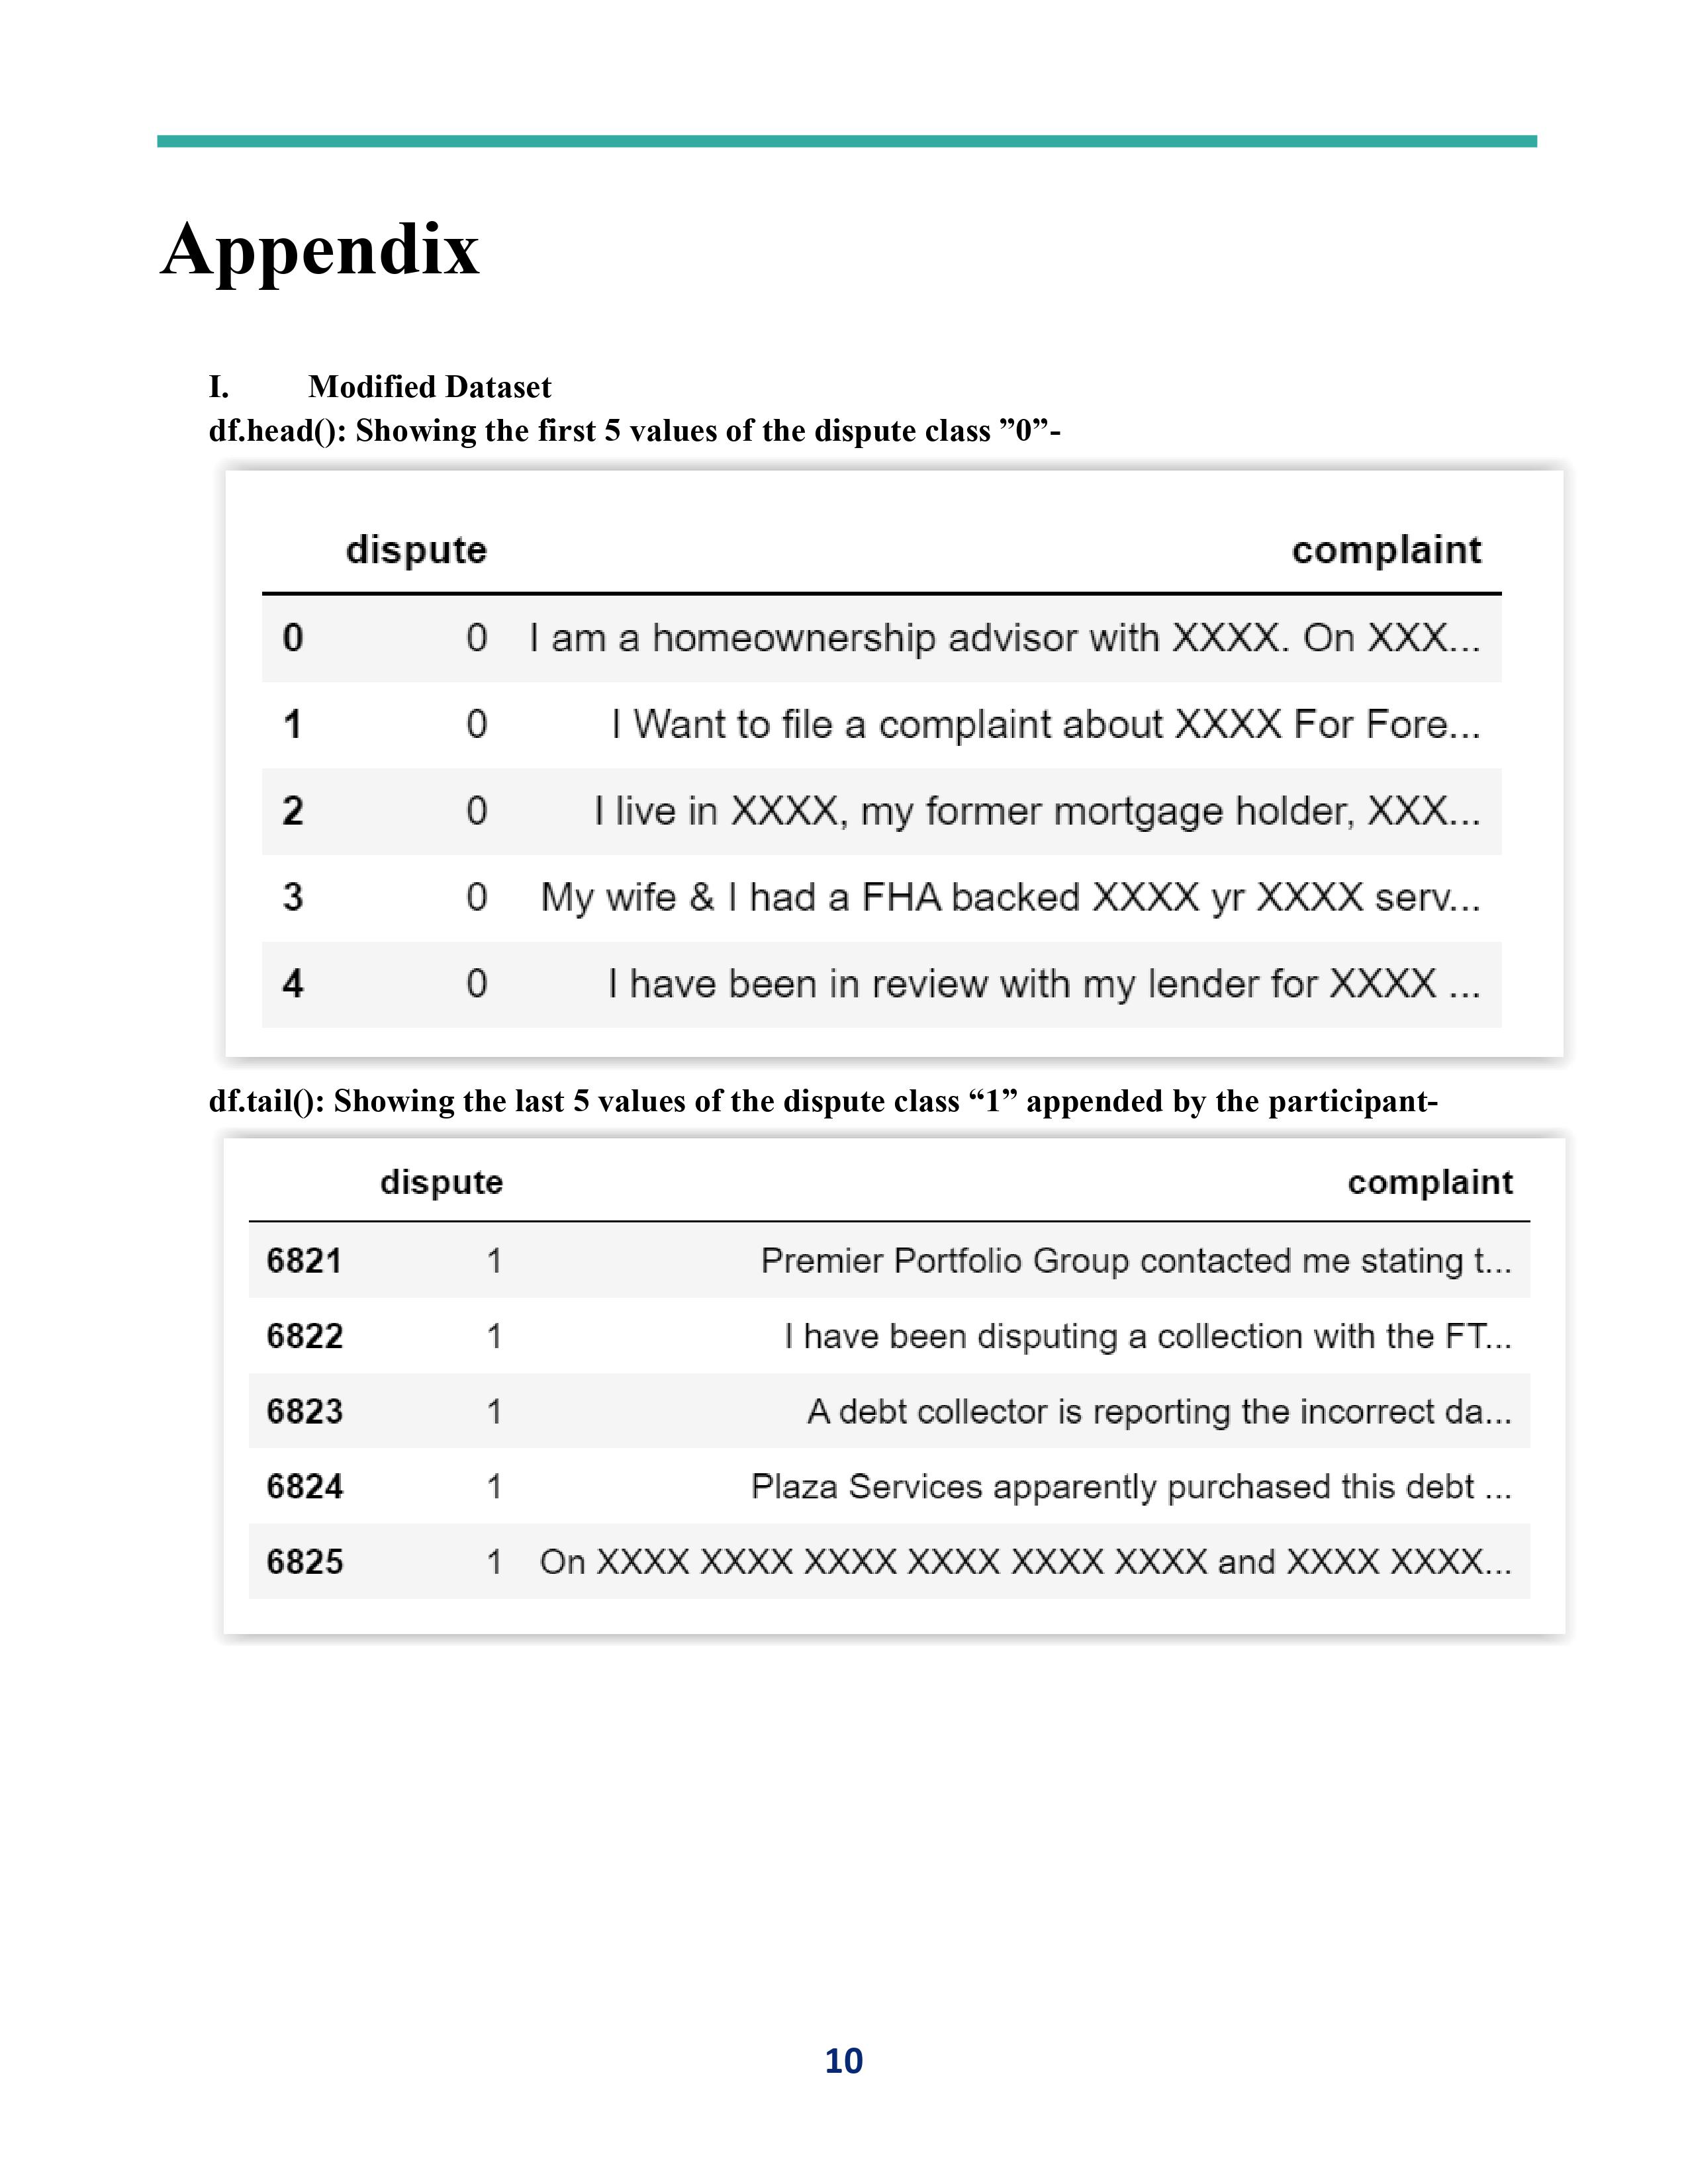 Appendix
I. Modified Dataset
df.head(): Showing the first 5 values of the dispute class ”0”-
dispute complaint
0 0 I am a homeownership advisor with XXXX. On XXX...
1 0 I Want to file a complaint about XXXX For Fore...
2 0 I live in XXXX, my former mortgage holder, XXX...
3 0 My wife & I had a FHA backed XXXX yr XXXX serv...
4 0 I have been in review with my lender for XXXX ...
df.tail(): Showing the last 5 values of the dispute class “1” appended by the participant-
dispute complaint
6821 1 Premier Portfolio Group contacted me stating t...
6822 1 I have been disputing a collection with the FT...
6823 1 A debt collector is reporting the incorrect da...
6824 1 Plaza Services apparently purchased this debt ...
6825 1 On XXXX XXXX XXXX XXXX XXXX XXXX and XXXX XXXX...
10